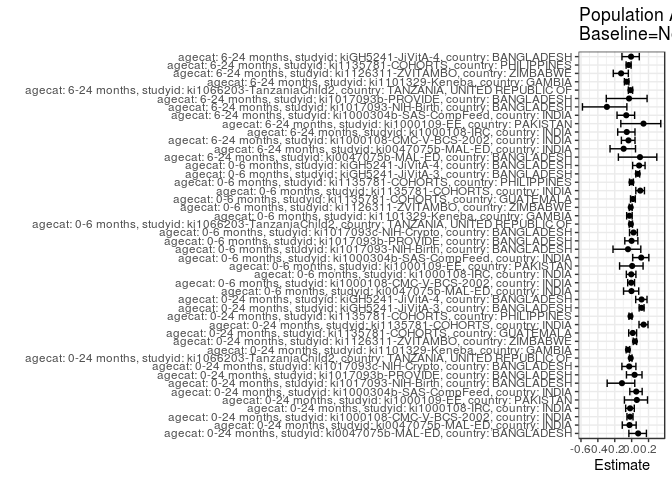 Population A
Baseline=No
agecat: 6-24 months, studyid: kiGH5241-JiVitA-4, country: BANGLADESH
agecat: 6-24 months, studyid: ki1135781-COHORTS, country: PHILIPPINES
agecat: 6-24 months, studyid: ki1126311-ZVITAMBO, country: ZIMBABWE
agecat: 6-24 months, studyid: ki1101329-Keneba, country: GAMBIA
agecat: 6-24 months, studyid: ki1066203-TanzaniaChild2, country: TANZANIA, UNITED REPUBLIC OF
agecat: 6-24 months, studyid: ki1017093b-PROVIDE, country: BANGLADESH
agecat: 6-24 months, studyid: ki1017093-NIH-Birth, country: BANGLADESH
agecat: 6-24 months, studyid: ki1000304b-SAS-CompFeed, country: INDIA
agecat: 6-24 months, studyid: ki1000109-EE, country: PAKISTAN
agecat: 6-24 months, studyid: ki1000108-IRC, country: INDIA
agecat: 6-24 months, studyid: ki1000108-CMC-V-BCS-2002, country: INDIA
agecat: 6-24 months, studyid: ki0047075b-MAL-ED, country: INDIA
agecat: 6-24 months, studyid: ki0047075b-MAL-ED, country: BANGLADESH
agecat: 0-6 months, studyid: kiGH5241-JiVitA-4, country: BANGLADESH
agecat: 0-6 months, studyid: kiGH5241-JiVitA-3, country: BANGLADESH
agecat: 0-6 months, studyid: ki1135781-COHORTS, country: PHILIPPINES
agecat: 0-6 months, studyid: ki1135781-COHORTS, country: INDIA
agecat: 0-6 months, studyid: ki1135781-COHORTS, country: GUATEMALA
agecat: 0-6 months, studyid: ki1126311-ZVITAMBO, country: ZIMBABWE
agecat: 0-6 months, studyid: ki1101329-Keneba, country: GAMBIA
agecat: 0-6 months, studyid: ki1066203-TanzaniaChild2, country: TANZANIA, UNITED REPUBLIC OF
agecat: 0-6 months, studyid: ki1017093c-NIH-Crypto, country: BANGLADESH
agecat: 0-6 months, studyid: ki1017093b-PROVIDE, country: BANGLADESH
agecat: 0-6 months, studyid: ki1017093-NIH-Birth, country: BANGLADESH
agecat: 0-6 months, studyid: ki1000304b-SAS-CompFeed, country: INDIA
agecat: 0-6 months, studyid: ki1000109-EE, country: PAKISTAN
agecat: 0-6 months, studyid: ki1000108-IRC, country: INDIA
agecat: 0-6 months, studyid: ki1000108-CMC-V-BCS-2002, country: INDIA
agecat: 0-6 months, studyid: ki0047075b-MAL-ED, country: INDIA
agecat: 0-24 months, studyid: kiGH5241-JiVitA-4, country: BANGLADESH
agecat: 0-24 months, studyid: kiGH5241-JiVitA-3, country: BANGLADESH
agecat: 0-24 months, studyid: ki1135781-COHORTS, country: PHILIPPINES
agecat: 0-24 months, studyid: ki1135781-COHORTS, country: INDIA
agecat: 0-24 months, studyid: ki1135781-COHORTS, country: GUATEMALA
agecat: 0-24 months, studyid: ki1126311-ZVITAMBO, country: ZIMBABWE
agecat: 0-24 months, studyid: ki1101329-Keneba, country: GAMBIA
agecat: 0-24 months, studyid: ki1066203-TanzaniaChild2, country: TANZANIA, UNITED REPUBLIC OF
agecat: 0-24 months, studyid: ki1017093c-NIH-Crypto, country: BANGLADESH
agecat: 0-24 months, studyid: ki1017093b-PROVIDE, country: BANGLADESH
agecat: 0-24 months, studyid: ki1017093-NIH-Birth, country: BANGLADESH
agecat: 0-24 months, studyid: ki1000304b-SAS-CompFeed, country: INDIA
agecat: 0-24 months, studyid: ki1000109-EE, country: PAKISTAN
agecat: 0-24 months, studyid: ki1000108-IRC, country: INDIA
agecat: 0-24 months, studyid: ki1000108-CMC-V-BCS-2002, country: INDIA
agecat: 0-24 months, studyid: ki0047075b-MAL-ED, country: INDIA
agecat: 0-24 months, studyid: ki0047075b-MAL-ED, country: BANGLADESH
-0.6 -0.4 -0.2 0.0 0.2
Estimate